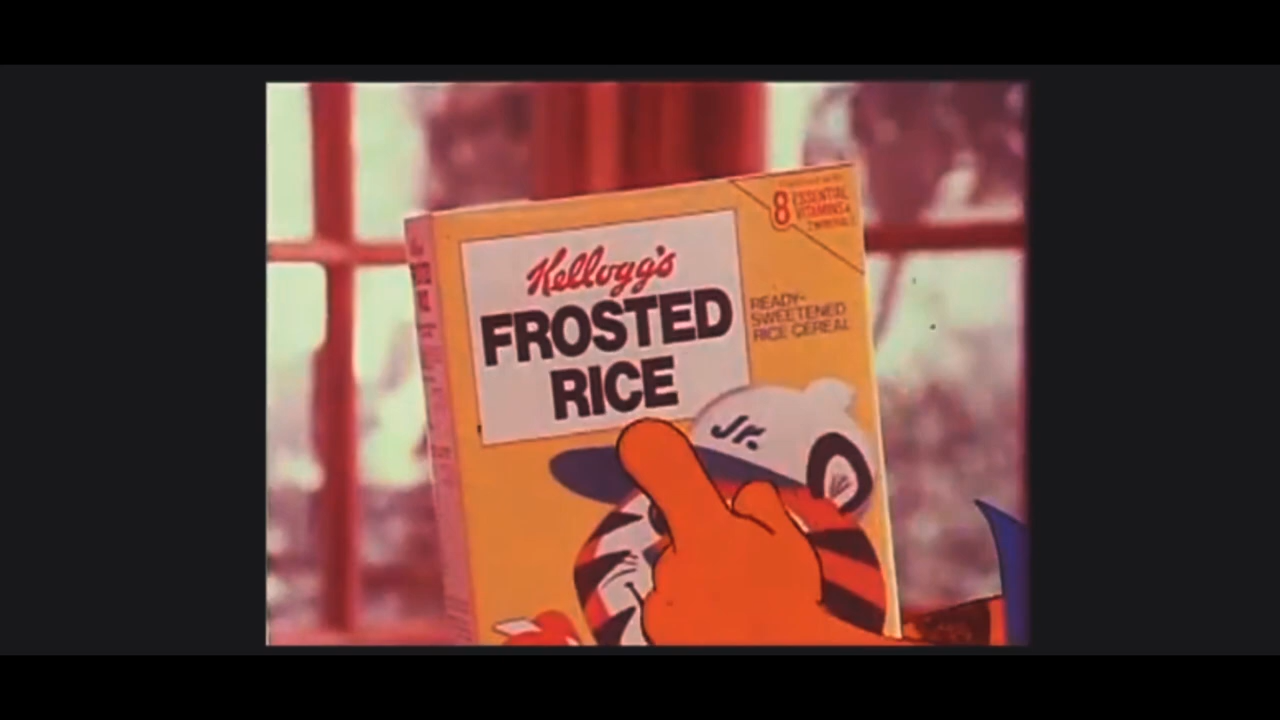 Kellogg's
FROSTED
RICE
8 ESSENTIAL
VITAMINS &
READY-
SWEETENED
RICE CEREAL
Jr.